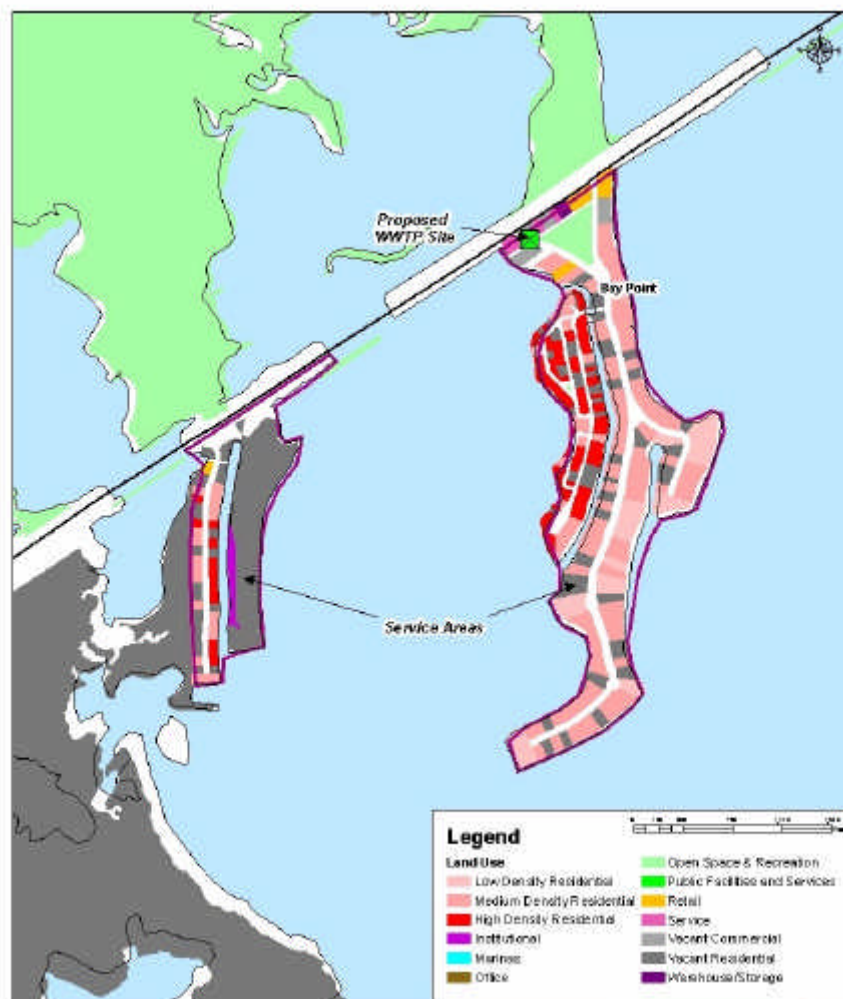 Proposed
WWTP Site
Bay Point
Service Areas
Legend
Land Use
Low Density Residential
Medium Density Residential
High Density Residential
Institutional
Marinas
Office
Open Space & Recreation
Public Facilities and Services
Retail
Service
Vacant Commercial
Vacant Residential
Warehouse/Storage